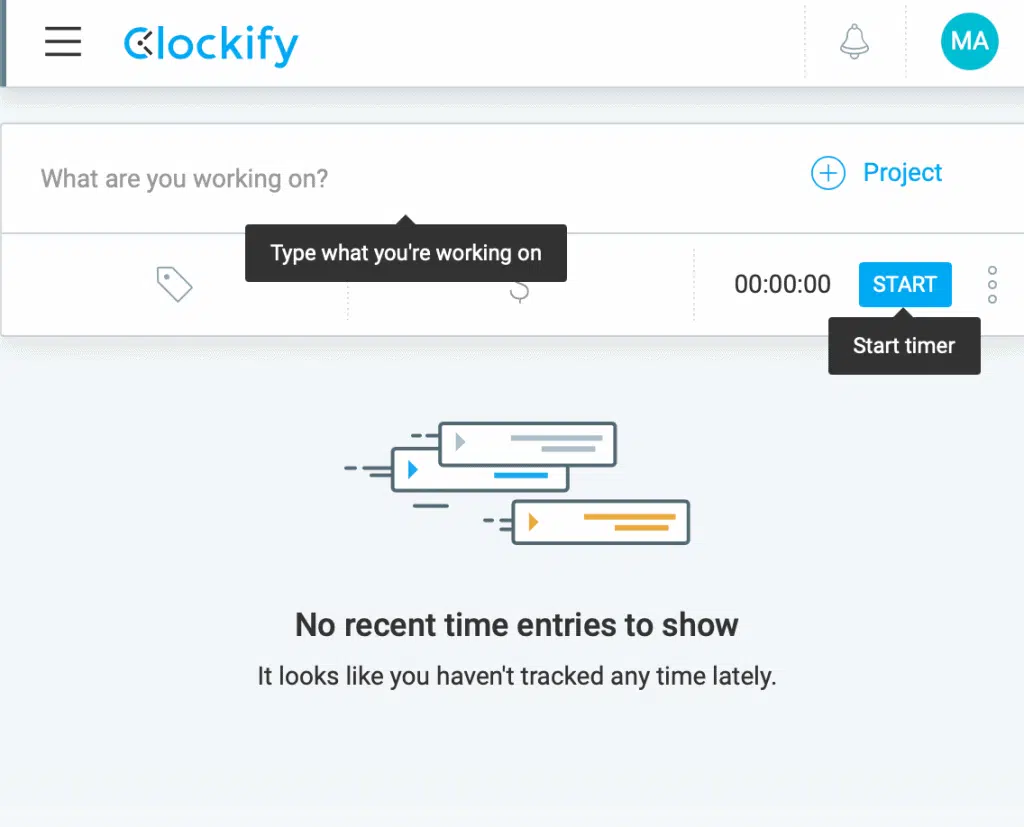 Clockify
MA
What are you working on?
Project
Type what you're working on
00:00:00
START
Start timer
No recent time entries to show
It looks like you haven't tracked any time lately.